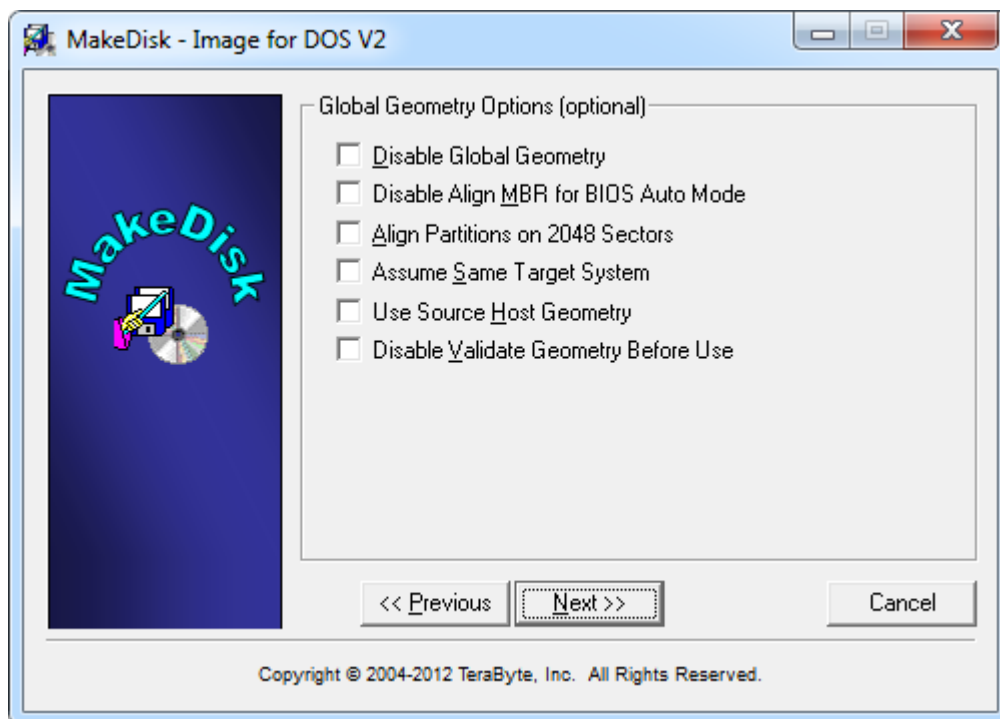 MakeDisk - Image for DOS V2
MakeDisk
Global Geometry Options (optional)
Disable Global Geometry
Disable Align MBR for BIOS Auto Mode
Align Partitions on 2048 Sectors
Assume Same Target System
Use Source Host Geometry
Disable Validate Geometry Before Use
<< Previous
Next >>
Cancel
Copyright © 2004-2012 TeraByte, Inc. All Rights Reserved.